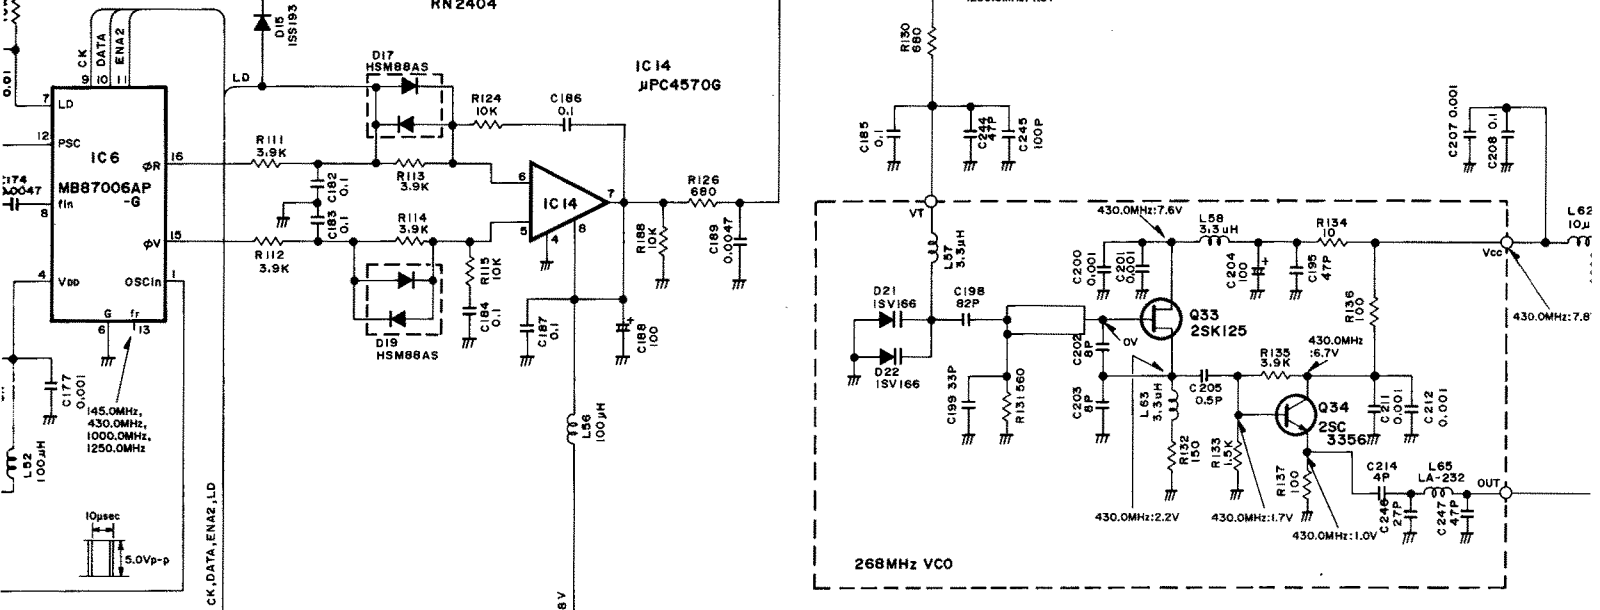 RN2404
D15
1SS193
CK
DATA
ENA2
9 10 11
0.01
LD
7
LD
12
PSC
IC6
MB87006AP
-G
C174
0.0047
8
fin
øR
16
øV
15
4
VDD
OSCin
1
G
fr
6
13
C177
0.001
L52
100µH
145.0MHz,
430.0MHz,
1000.0MHz,
1250.0MHz
10µsec
5.0Vp-p
CK,DATA,ENA2,LD
D17
HSM88AS
R111
3.9K
R112
3.9K
C182
0.1
C183
0.1
R113
3.9K
R114
3.9K
R124
10K
C186
0.1
D19
HSM88AS
R115
10K
C184
0.1
IC14
µPC4570G
6
5
IC14
7
4
8
C187
0.1
C188
100
+
L56
100µH
8V
R188
10K
R126
680
C189
0.0047
R130
680
C185
0.1
C244
47P
C245
100P
C207 0.001
C208 0.1
VT
L57
3.3µH
D21
1SV166
D22
1SV166
C198
82P
C199 33P
R131 560
430.0MHz:7.6V
C200
0.001
C201
0.001
L58
3.3uH
C204
100
+
C195
47P
R134
10
Vcc
L62
10µ
Q33
2SK125
0V
C202
8P
C203
8P
R136
100
430.0MHz:7.8
430.0MHz
:6.7V
R135
3.9K
C205
0.5P
L63
3.3uH
R132
150
R133
1.5K
Q34
2SC
3356
C211
0.001
C212
0.001
R137
100
C214
4P
L65
LA-232
OUT
C246
27P
C247
47P
430.0MHz:2.2V
430.0MHz:1.7V
430.0MHz:1.0V
268MHz VCO